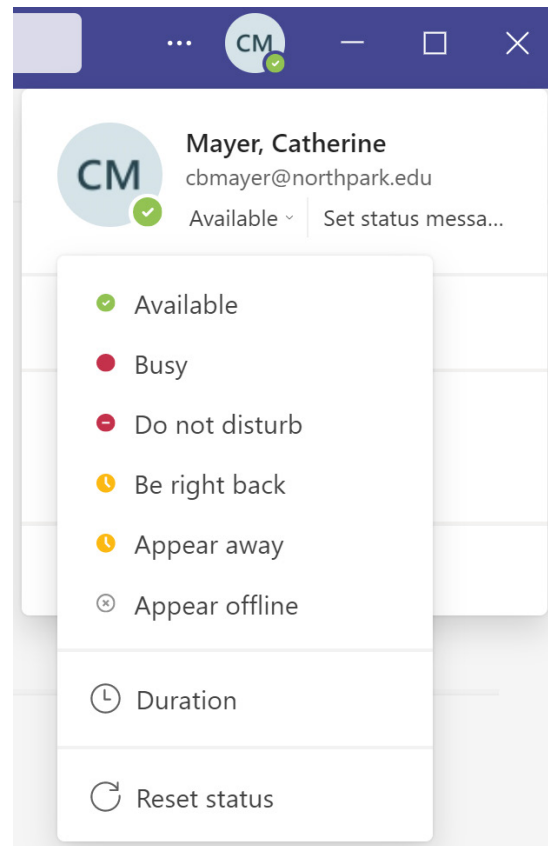 CM
CM
Mayer, Catherine
cbmayer@northpark.edu
Available
Set status messa...
Available
Busy
Do not disturb
Be right back
Appear away
Appear offline
Duration
Reset status